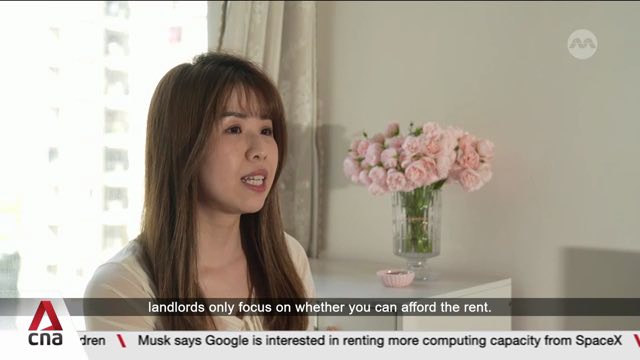 landlords only focus on whether you can afford the rent.
cna
dren \ Musk says Google is interested in renting more computing capacity from SpaceX \